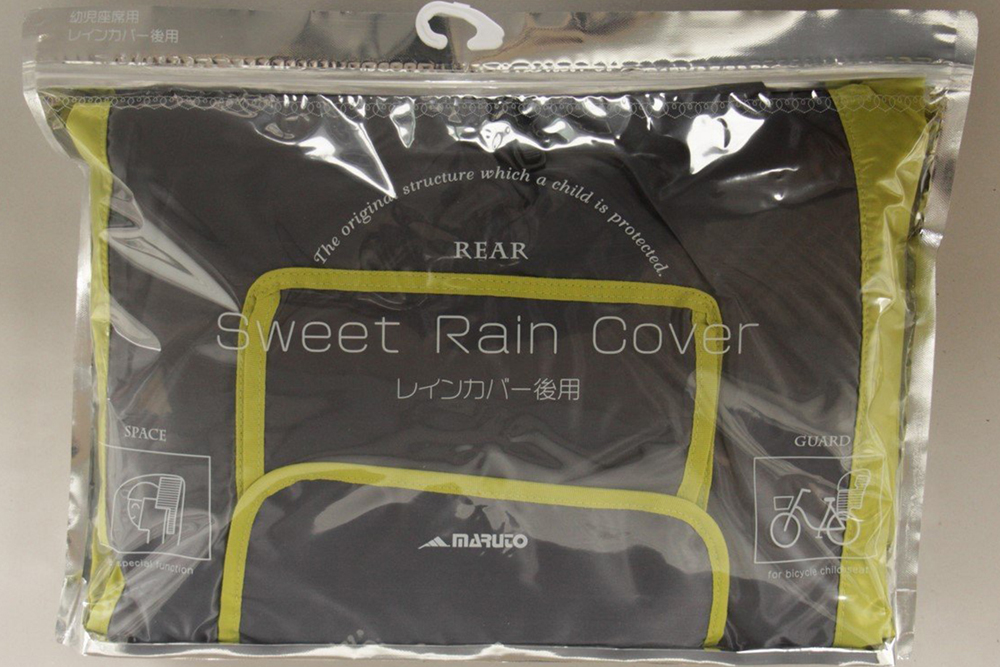 幼児座席用
レインカバー後用
The original structure which a child is protected.
REAR
Sweet Rain Cover
レインカバー後用
SPACE
GUARD
MARUTO
a special function
for bicycle child seat